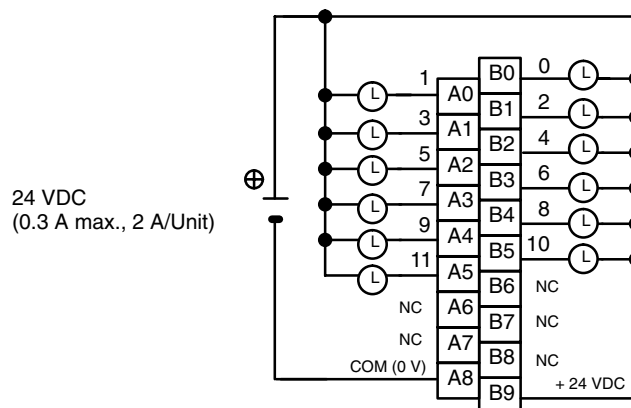 0
B0
L
1
L
A0
2
B1
L
3
L
A1
4
B2
L
5
L
A2
6
B3
L
7
L
A3
8
B4
L
9
L
A4
10
B5
L
11
L
A5
B6
NC
NC
A6
B7
NC
NC
A7
B8
NC
COM (0 V)
A8
B9
+ 24 VDC
24 VDC
(0.3 A max., 2 A/Unit)